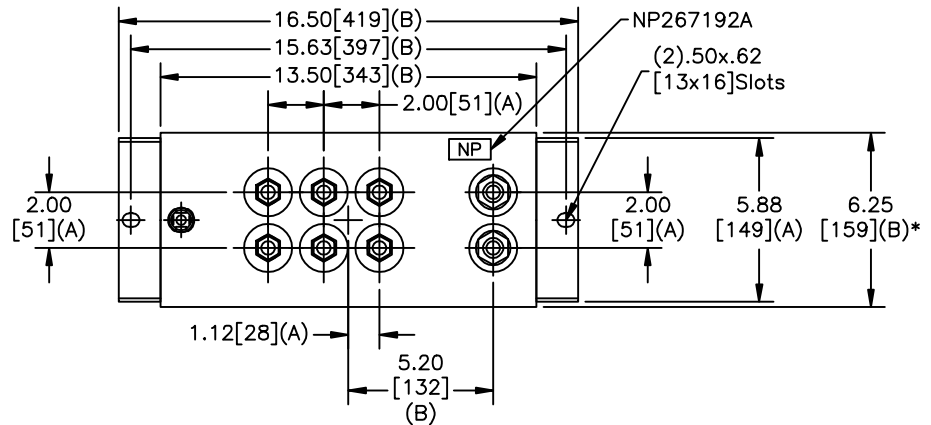 16.50[419](B)
15.63[397](B)
13.50[343](B)
2.00[51](A)
NP267192A
(2).50x.62
[13x16]Slots
NP
2.00
[51](A)
2.00
[51](A)
5.88
[149](A)
6.25
[159](B)*
1.12[28](A)
5.20
[132]
(B)